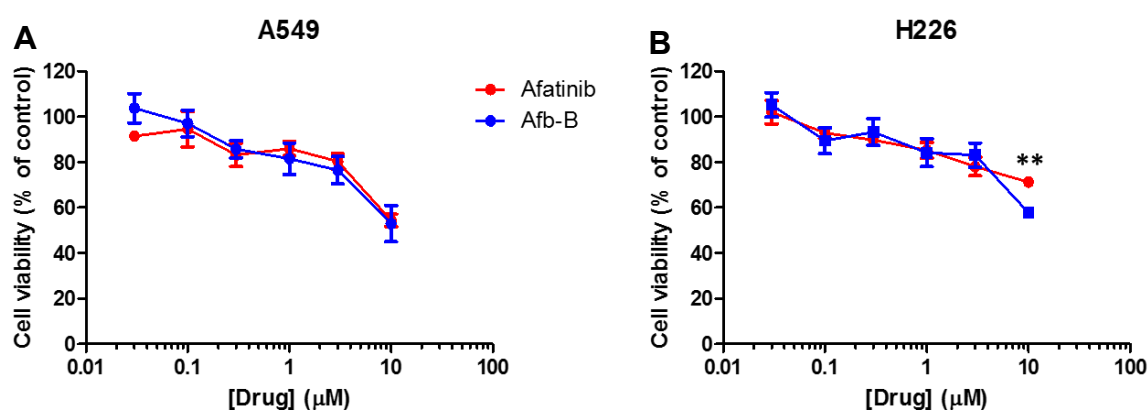 A
A549
Cell viability (% of control)
120
100
80
60
40
20
0
0.01
0.1
1
10
100
[Drug] (μM)
Afatinib
Afb-B
B
H226
Cell viability (% of control)
120
100
80
60
40
20
0
**
0.01
0.1
1
10
100
[Drug] (μM)